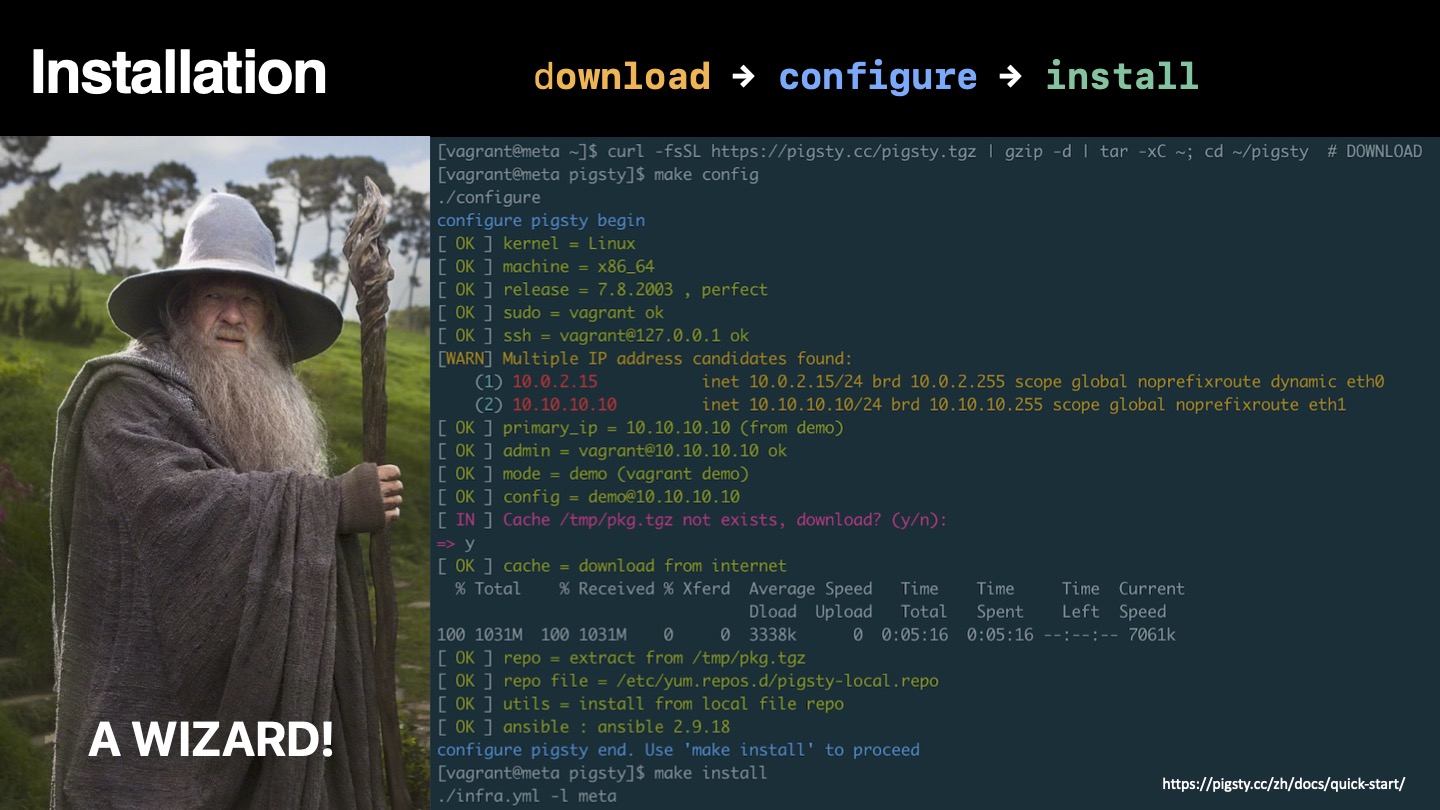 Installation
download → configure → install
[vagrant@meta ~]$ curl -fsSL https://pigsty.cc/pigsty.tgz | gzip -d | tar -xC ~; cd ~/pigsty  # DOWNLOAD
[vagrant@meta pigsty]$ make config
./configure
configure pigsty begin
[ OK ] kernel = Linux
[ OK ] machine = x86_64
[ OK ] release = 7.8.2003 , perfect
[ OK ] sudo = vagrant ok
[ OK ] ssh = vagrant@127.0.0.1 ok
[WARN] Multiple IP address candidates found:
    (1) 10.0.2.15           inet 10.0.2.15/24 brd 10.0.2.255 scope global noprefixroute dynamic eth0
    (2) 10.10.10.10         inet 10.10.10.10/24 brd 10.10.10.255 scope global noprefixroute eth1
[ OK ] primary_ip = 10.10.10.10 (from demo)
[ OK ] admin = vagrant@10.10.10.10 ok
[ OK ] mode = demo (vagrant demo)
[ OK ] config = demo@10.10.10.10
[ IN ] Cache /tmp/pkg.tgz not exists, download? (y/n):
=> y
[ OK ] cache = download from internet
  % Total    % Received % Xferd  Average Speed   Time    Time     Time  Current
                                 Dload  Upload   Total   Spent    Left  Speed
100 1031M  100 1031M    0     0  3338k      0  0:05:16  0:05:16 --:--:-- 7061k
[ OK ] repo = extract from /tmp/pkg.tgz
[ OK ] repo file = /etc/yum.repos.d/pigsty-local.repo
[ OK ] utils = install from local file repo
[ OK ] ansible : ansible 2.9.18
configure pigsty end. Use 'make install' to proceed
[vagrant@meta pigsty]$ make install
./infra.yml -l meta
A WIZARD!
https://pigsty.cc/zh/docs/quick-start/